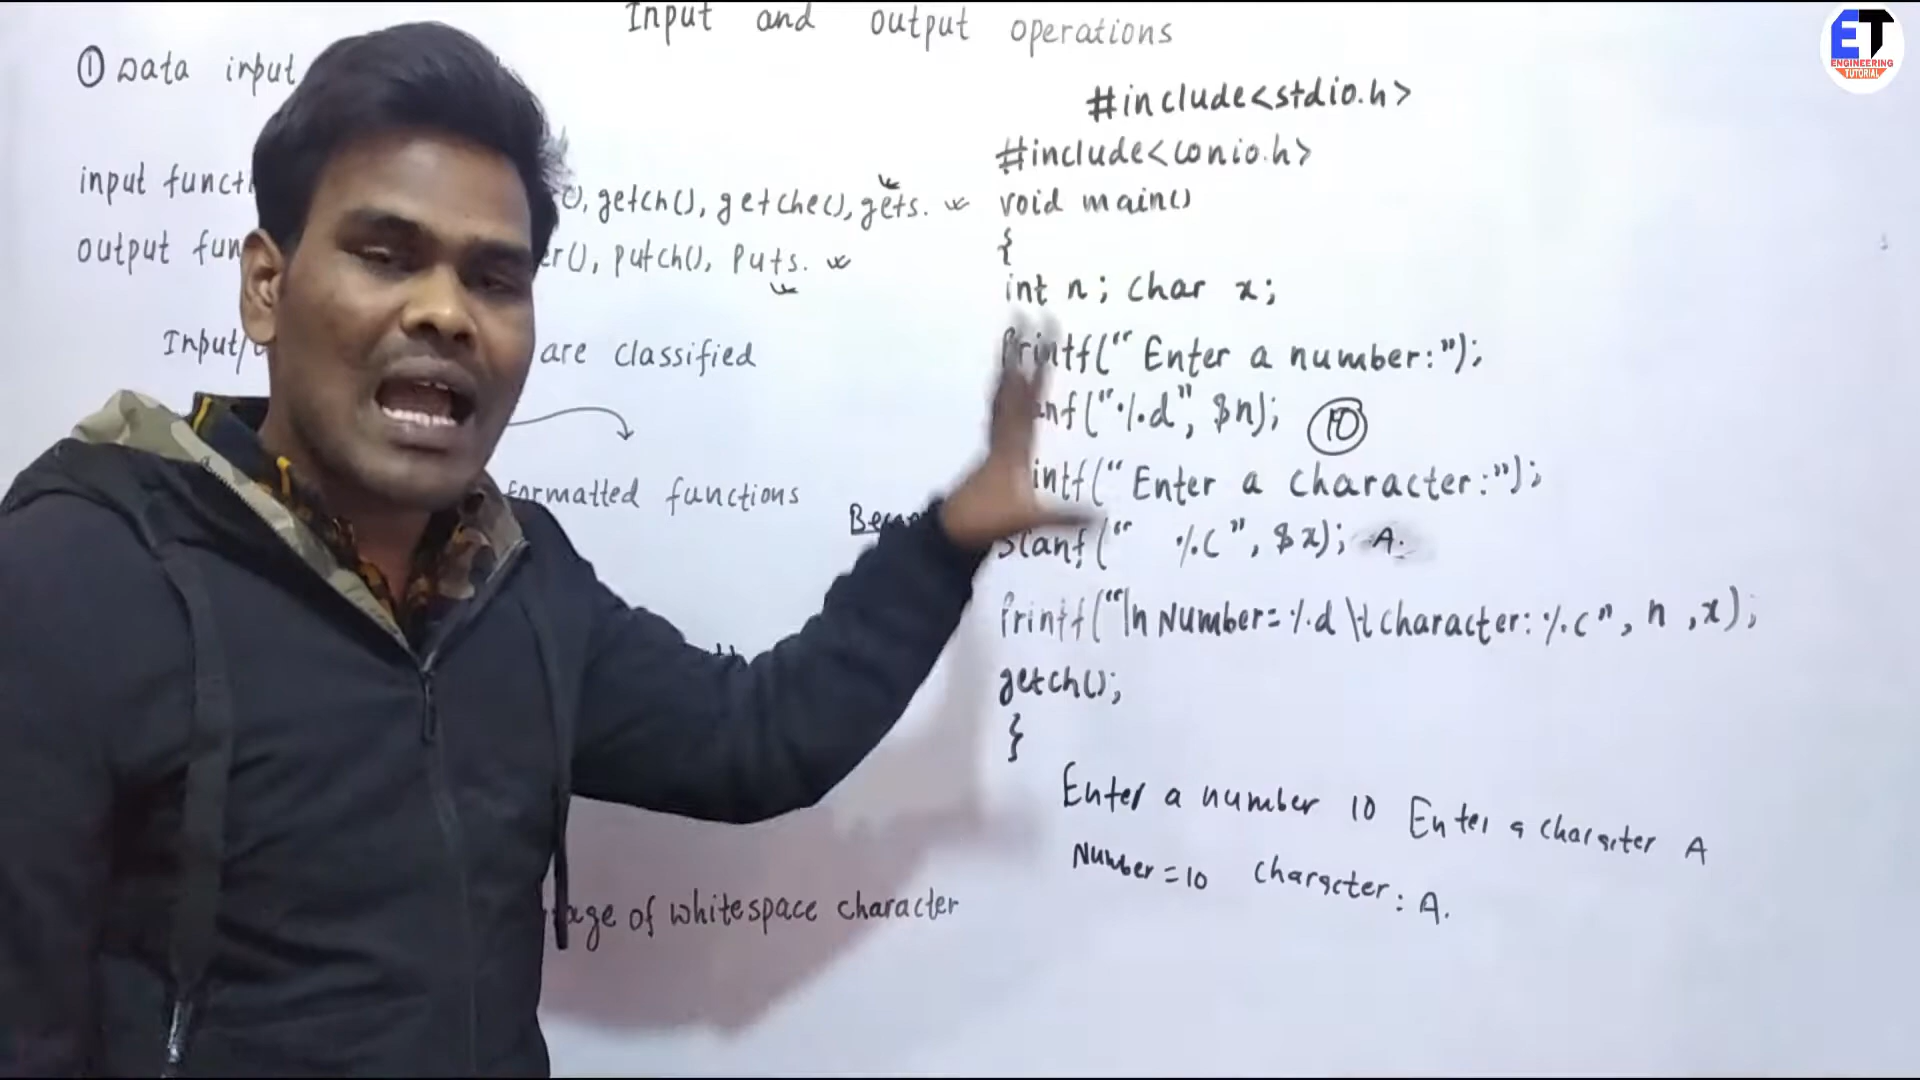 Input and output operations
① Data input
input functi
(), getch(), getche(), gets.
output fun
er(), putch(), Puts.
Input/
are classified
formatted functions
age of whitespace character
#include<stdio.h>
#include<conio.h>
void main()
{
int n; char x;
Printf("Enter a number:");
anf("%d", $n); 10
intf("Enter a character:");
scanf(" %c", $x); A.
Printf("\n Number=%d \t character:%c", n ,x);
getch();
}
Enter a number 10 Enter a character A
Number=10 Character: A.
ET
ENGINEERING
TUTORIAL